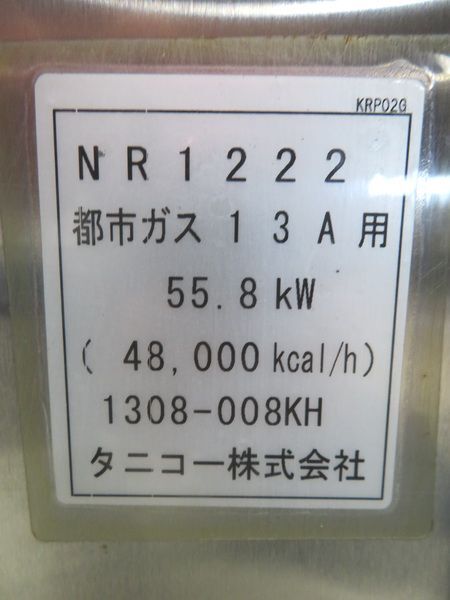 KRP02G
NR1222
都市ガス13A用
55.8kW
(48,000kcal/h)
1308-008KH
タニコー株式会社